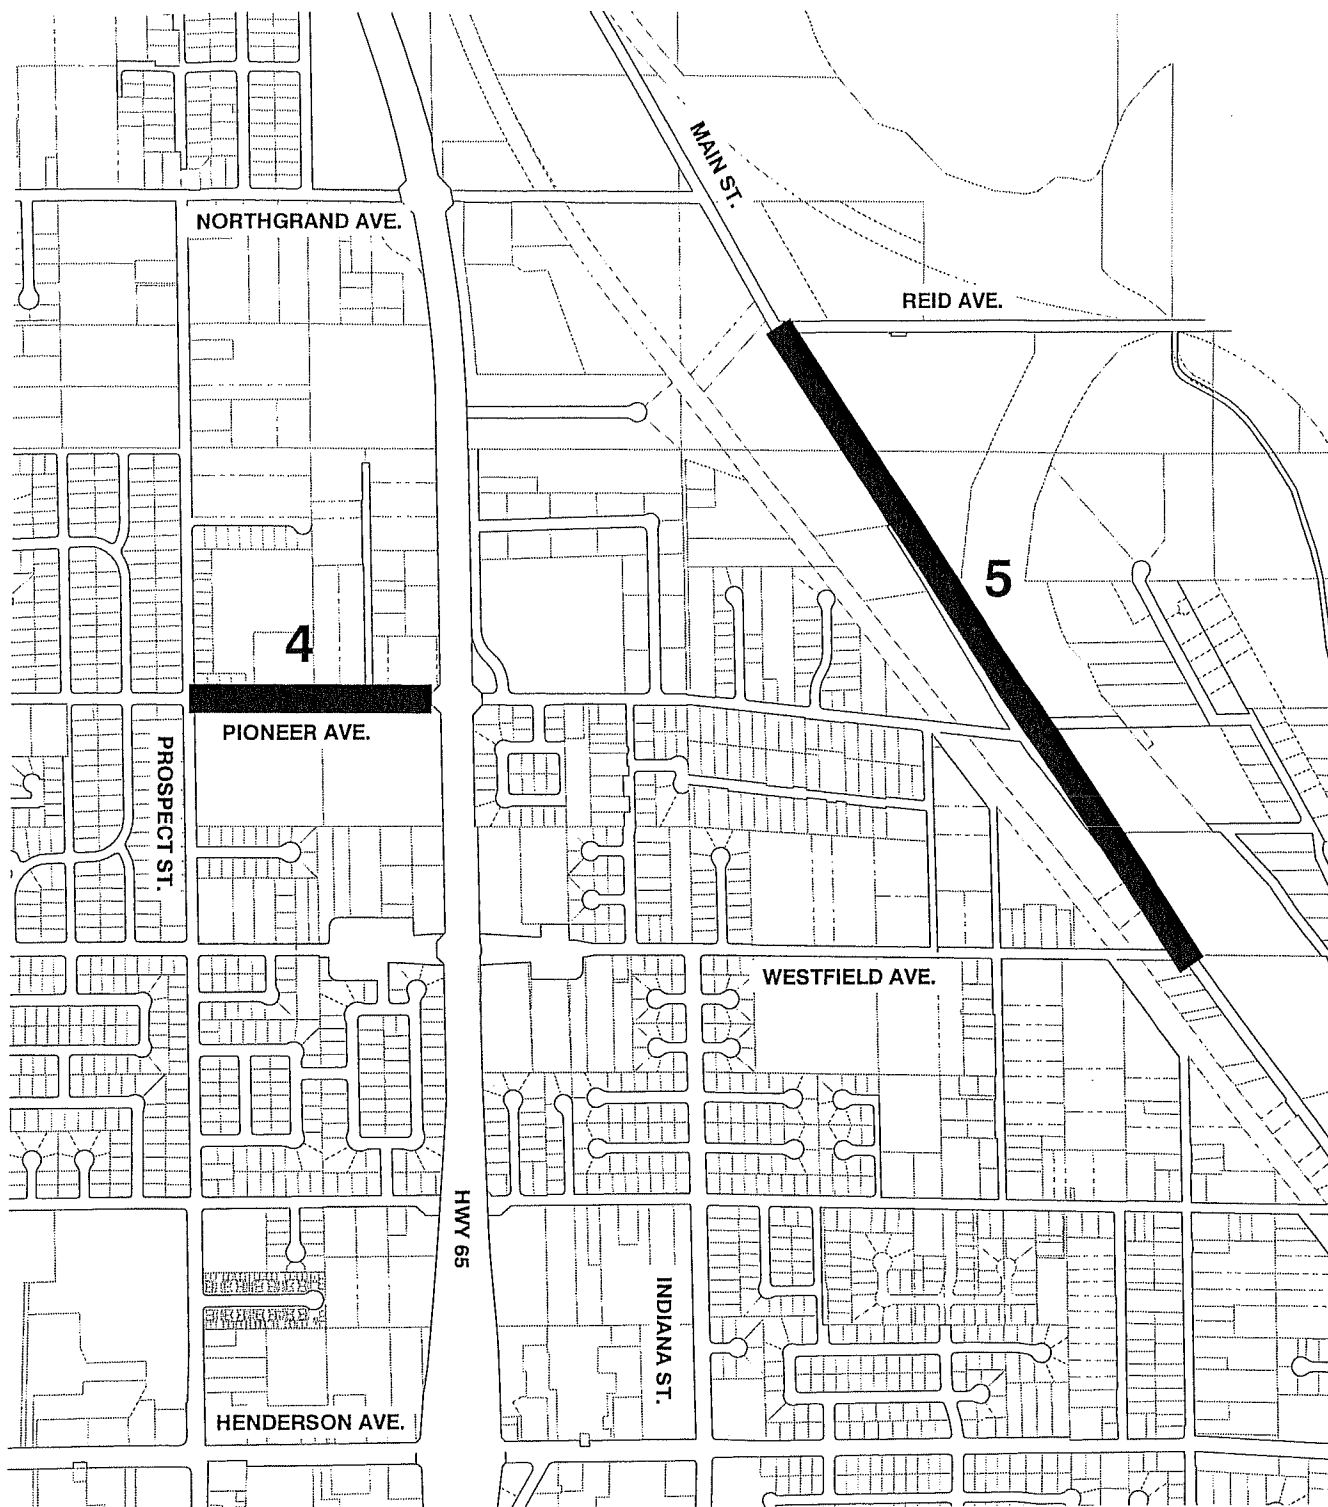 MAIN ST.
NORTHGRAND AVE.
REID AVE.
5
4
PIONEER AVE.
PROSPECT ST.
WESTFIELD AVE.
HWY 65
INDIANA ST.
HENDERSON AVE.